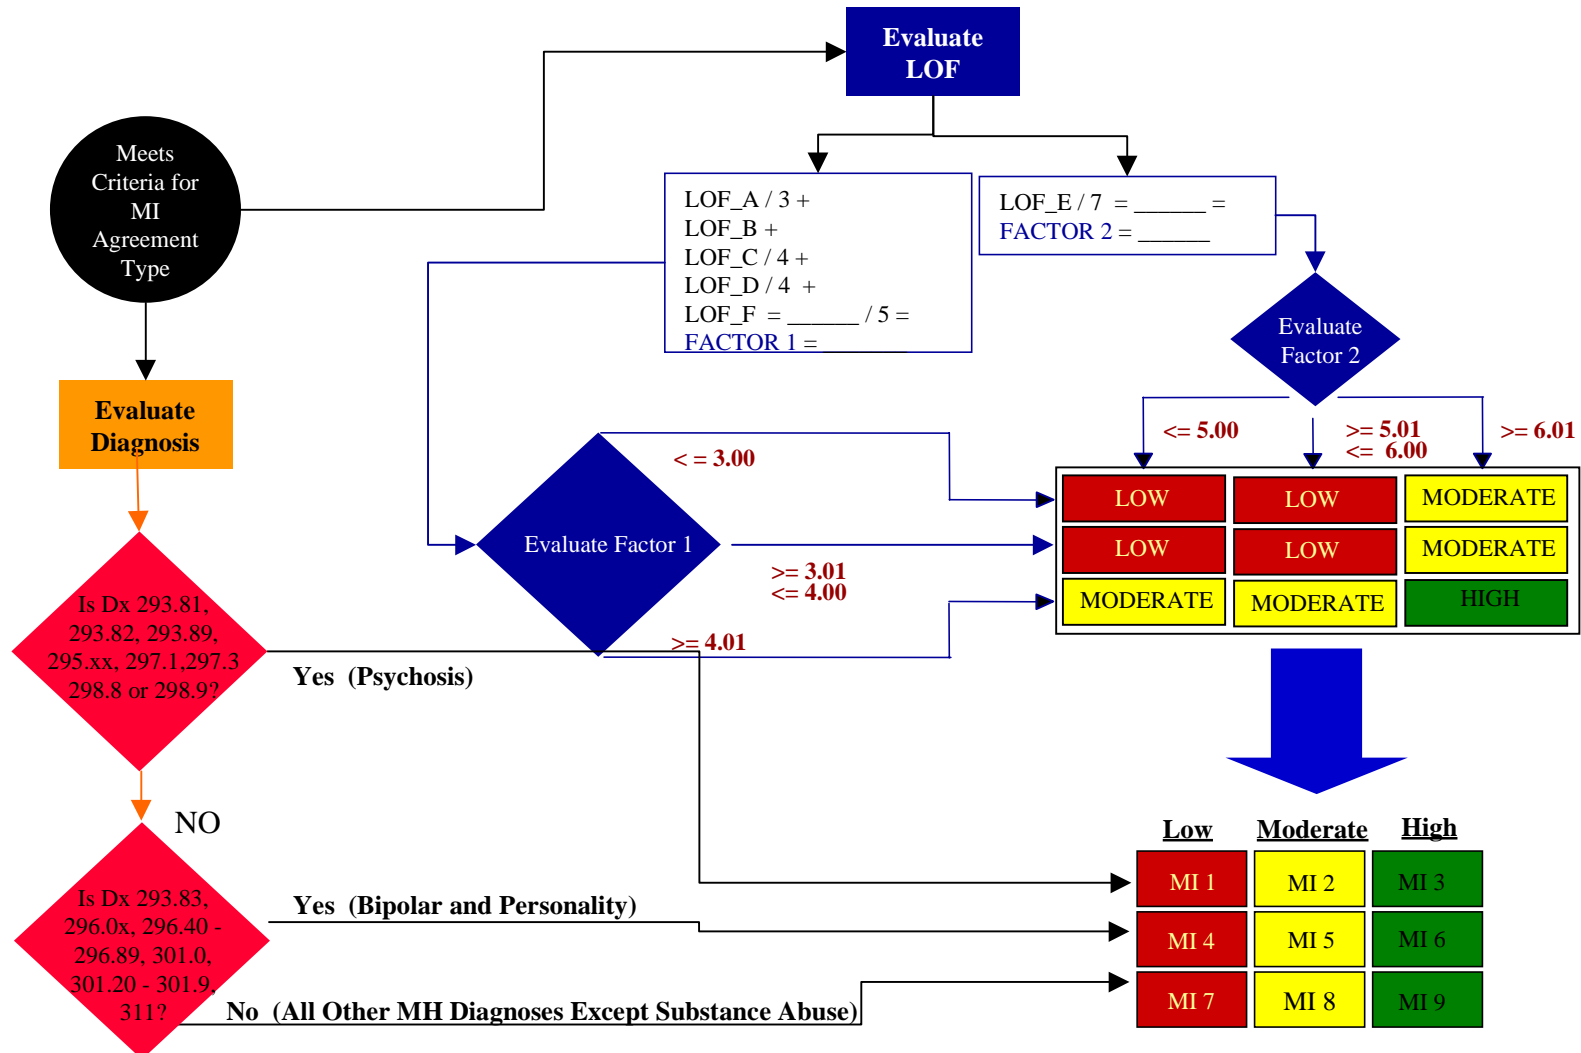 Evaluate
LOF
Meets
Criteria for
MI
Agreement
Type
LOF_A / 3 +
LOF_B +
LOF_C / 4 +
LOF_D / 4 +
LOF_F = ______ / 5 =
FACTOR 1 = _______
LOF_E / 7 = ______ =
FACTOR 2 = ______
Evaluate
Factor 2
Evaluate
Diagnosis
<= 5.00
>= 5.01
<= 6.00
>= 6.01
< = 3.00
Evaluate Factor 1
>= 3.01
<= 4.00
>= 4.01
LOW LOW MODERATE
LOW LOW MODERATE
MODERATE MODERATE HIGH
Is Dx 293.81,
293.82, 293.89,
295.xx, 297.1,297.3
298.8 or 298.9?
Yes (Psychosis)
NO
Is Dx 293.83,
296.0x, 296.40 -
296.89, 301.0,
301.20 - 301.9,
311?
Yes (Bipolar and Personality)
No (All Other MH Diagnoses Except Substance Abuse)
Low Moderate High
MI 1 MI 2 MI 3
MI 4 MI 5 MI 6
MI 7 MI 8 MI 9